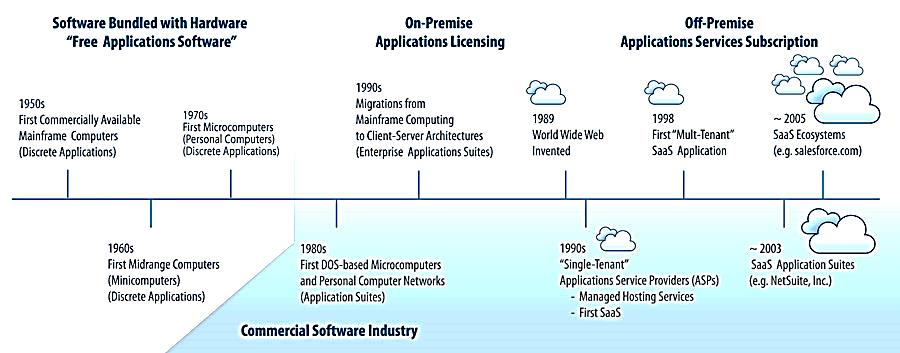 Software Bundled with Hardware
“Free Applications Software”
On-Premise
Applications Licensing
Off-Premise
Applications Services Subscription
1950s
First Commercially Available
Mainframe Computers
(Discrete Applications)
1970s
First Microcomputers
(Personal Computers)
(Discrete Applications)
1990s
Migrations from
Mainframe Computing
to Client-Server Architectures
(Enterprise Applications Suites)
1989
World Wide Web
Invented
1998
First “Mult-Tenant”
SaaS Application
~ 2005
SaaS Ecosystems
(e.g. salesforce.com)
1960s
First Midrange Computers
(Minicomputers)
(Discrete Applications)
1980s
First DOS-based Microcomputers
and Personal Computer Networks
(Application Suites)
1990s
“Single-Tenant”
Applications Service Providers (ASPs)
- Managed Hosting Services
- First SaaS
~ 2003
SaaS Application Suites
(e.g. NetSuite, Inc.)
Commercial Software Industry